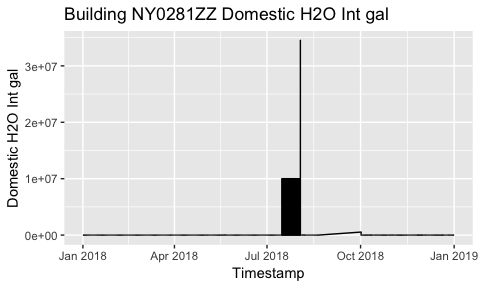 Building NY0281ZZ Domestic H2O Int gal
Domestic H2O Int gal
3e+07
2e+07
1e+07
0e+00
Jan 2018 Apr 2018 Jul 2018 Oct 2018 Jan 2019
Timestamp